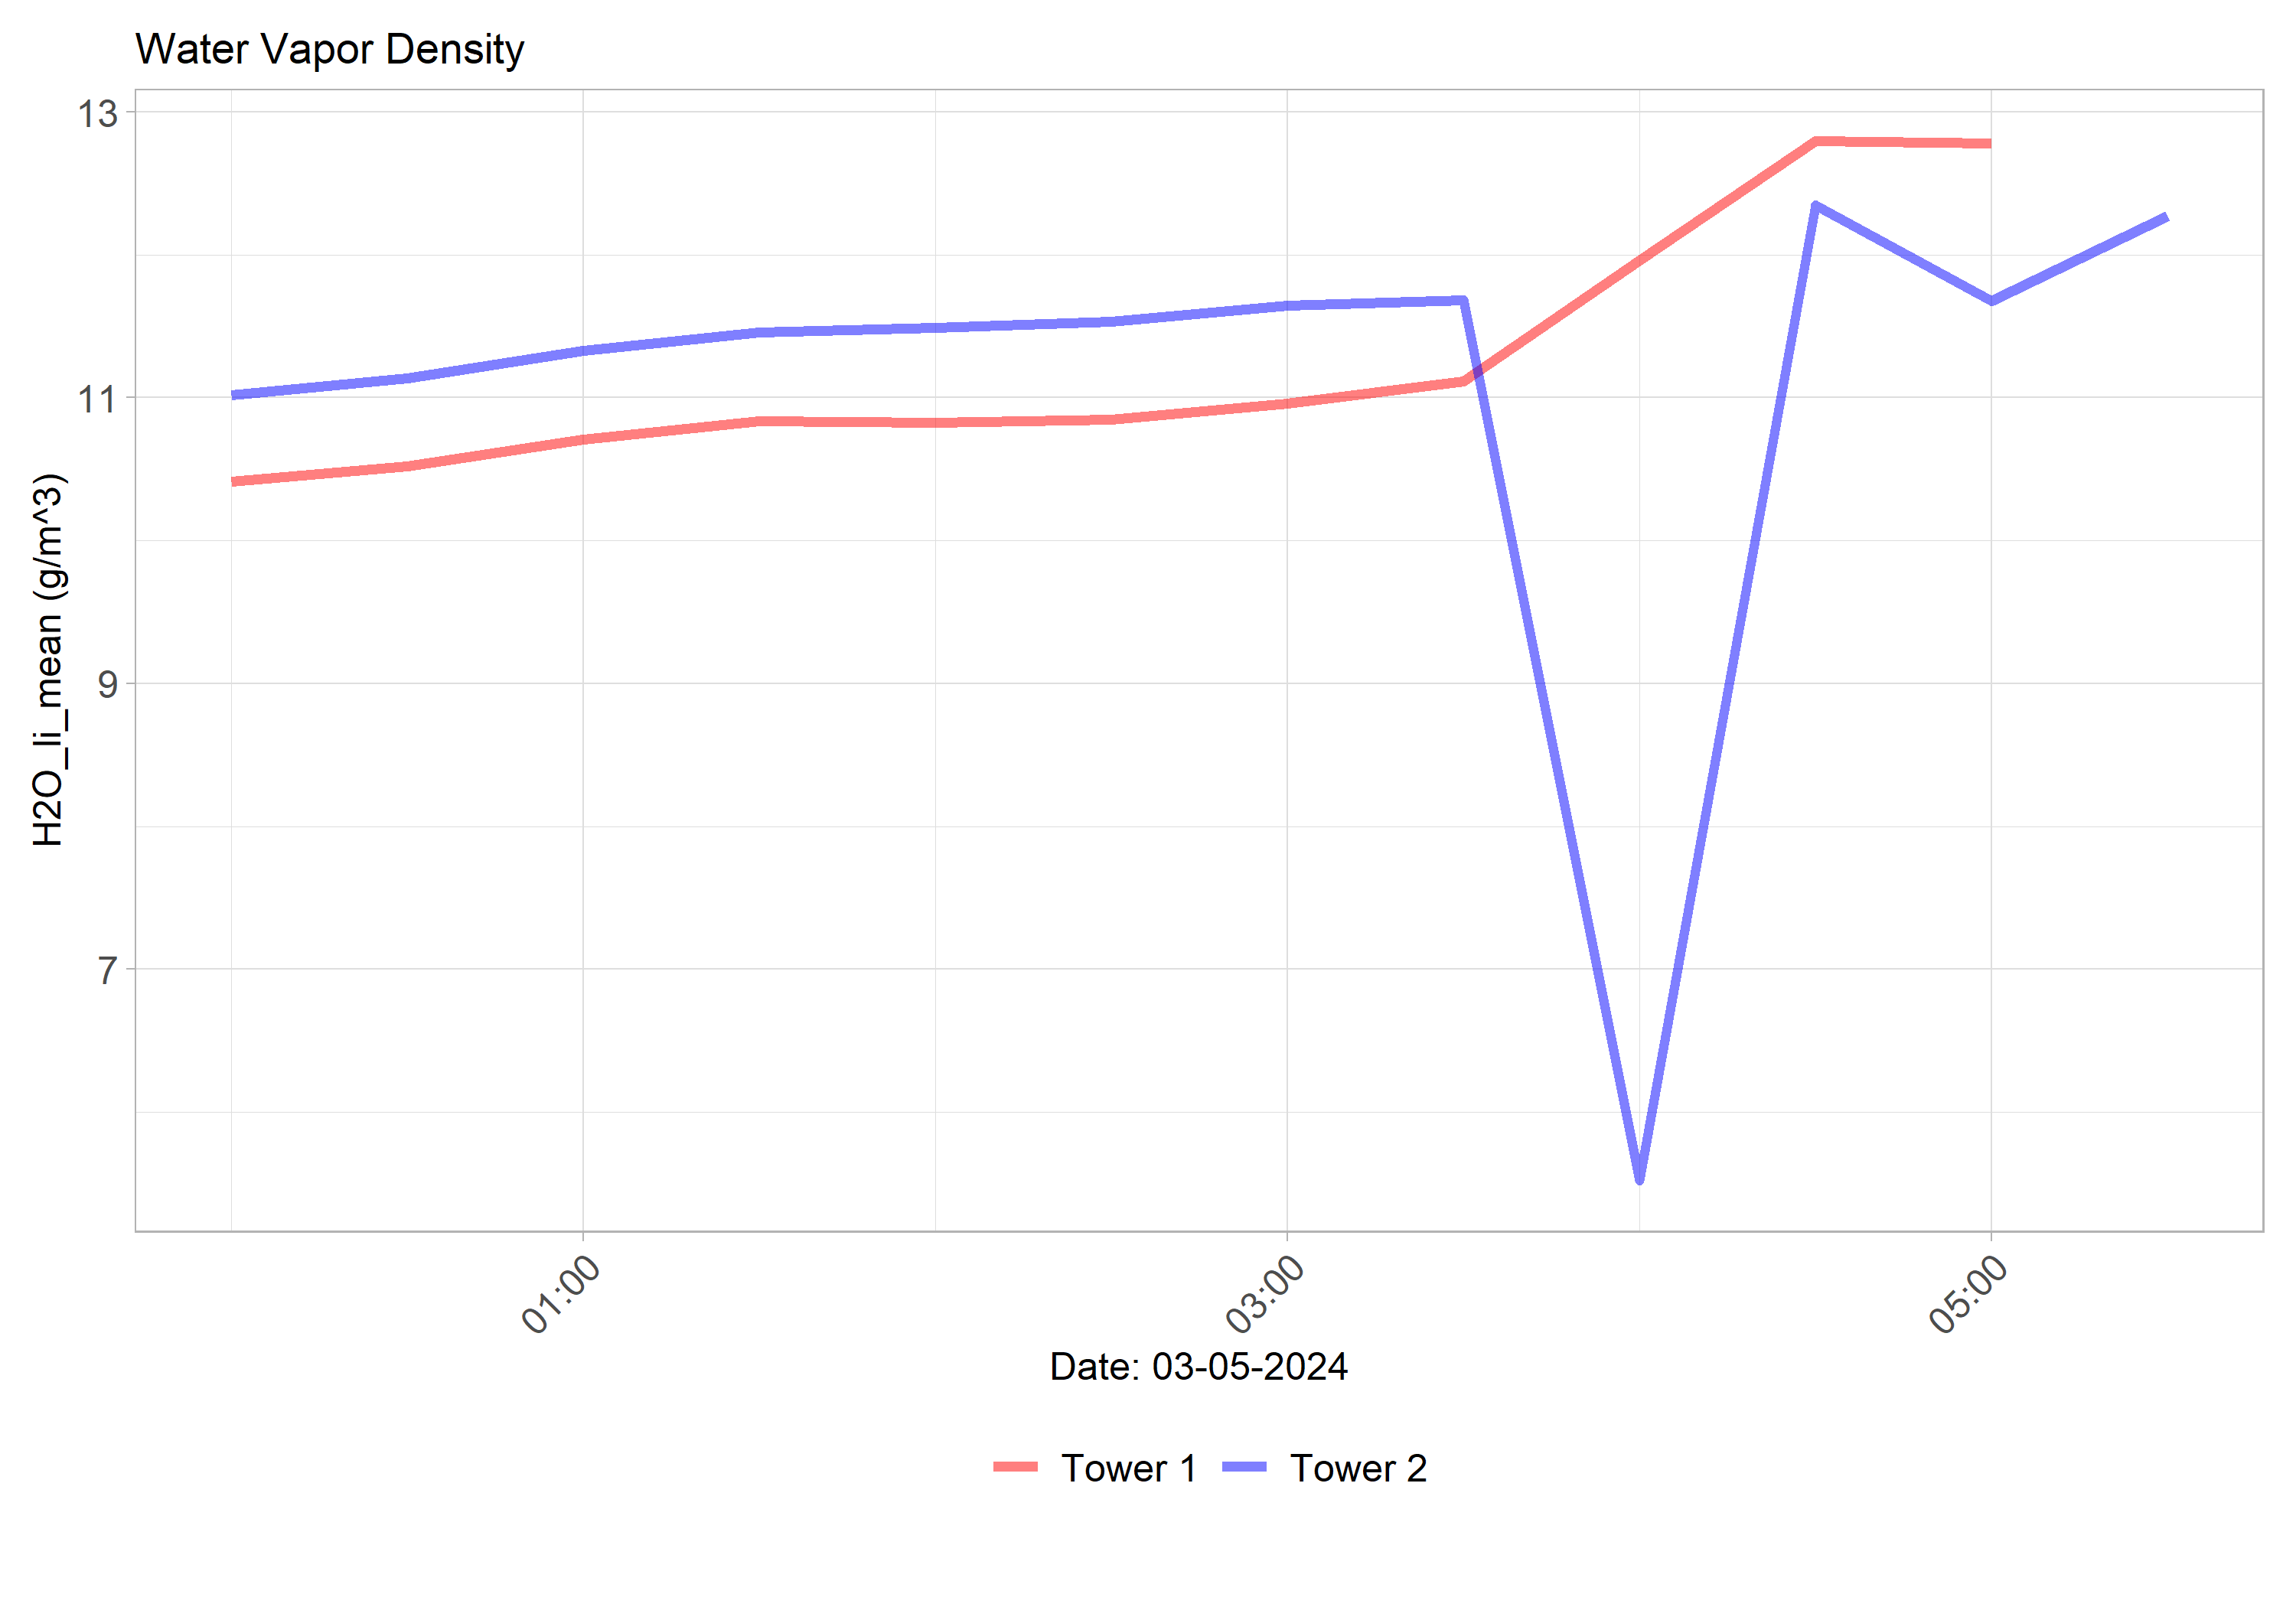 Water Vapor Density
H2O_li_mean (g/m^3)
13
11
9
7
01:00
03:00
05:00
Date: 03-05-2024
Tower 1
Tower 2